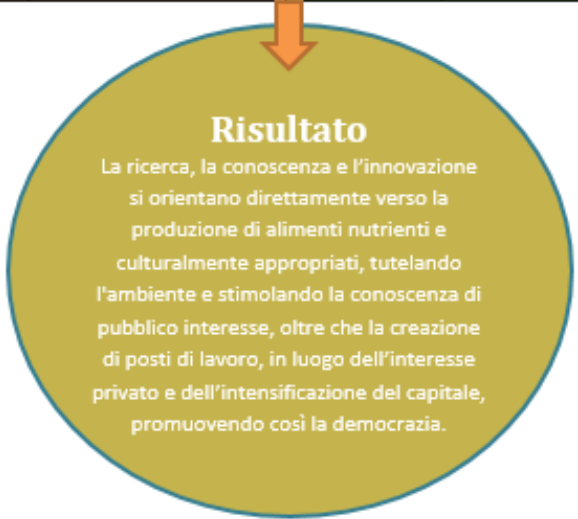 Risultato
La ricerca, la conoscenza e l’innovazione
si orientano direttamente verso la
produzione di alimenti nutrienti e
culturalmente appropriati, tutelando
l'ambiente e stimolando la conoscenza di
pubblico interesse, oltre che la creazione
di posti di lavoro, in luogo dell’interesse
privato e dell’intensificazione del capitale,
promuovendo così la democrazia.